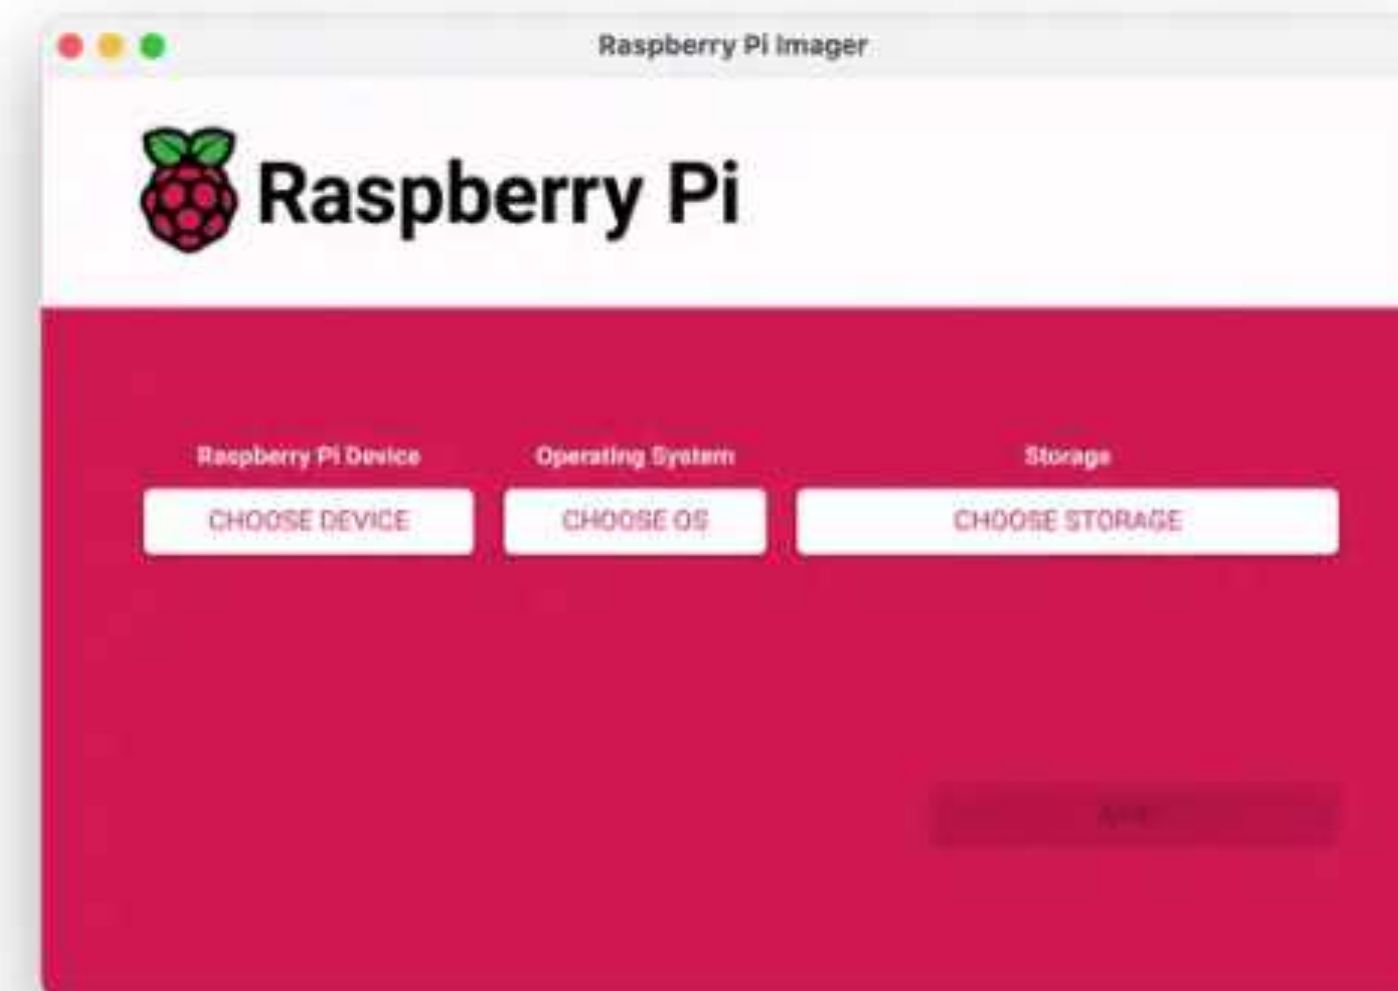 Raspberry Pi Imager
Raspberry Pi
Raspberry Pi Device
Operating System
Storage
CHOOSE DEVICE
CHOOSE OS
CHOOSE STORAGE